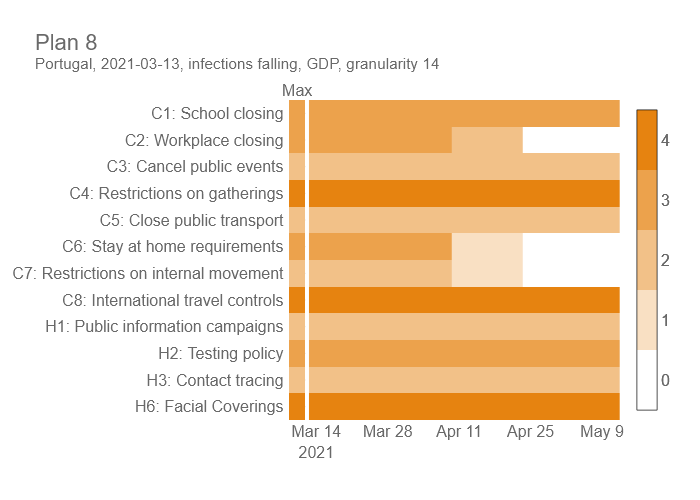 Plan 8
Portugal, 2021-03-13, infections falling, GDP, granularity 14
Max
C1: School closing
C2: Workplace closing
C3: Cancel public events
C4: Restrictions on gatherings
C5: Close public transport
C6: Stay at home requirements
C7: Restrictions on internal movement
C8: International travel controls
H1: Public information campaigns
H2: Testing policy
H3: Contact tracing
H6: Facial Coverings
4
3
2
1
0
Mar 14 Mar 28 Apr 11 Apr 25 May 9
2021